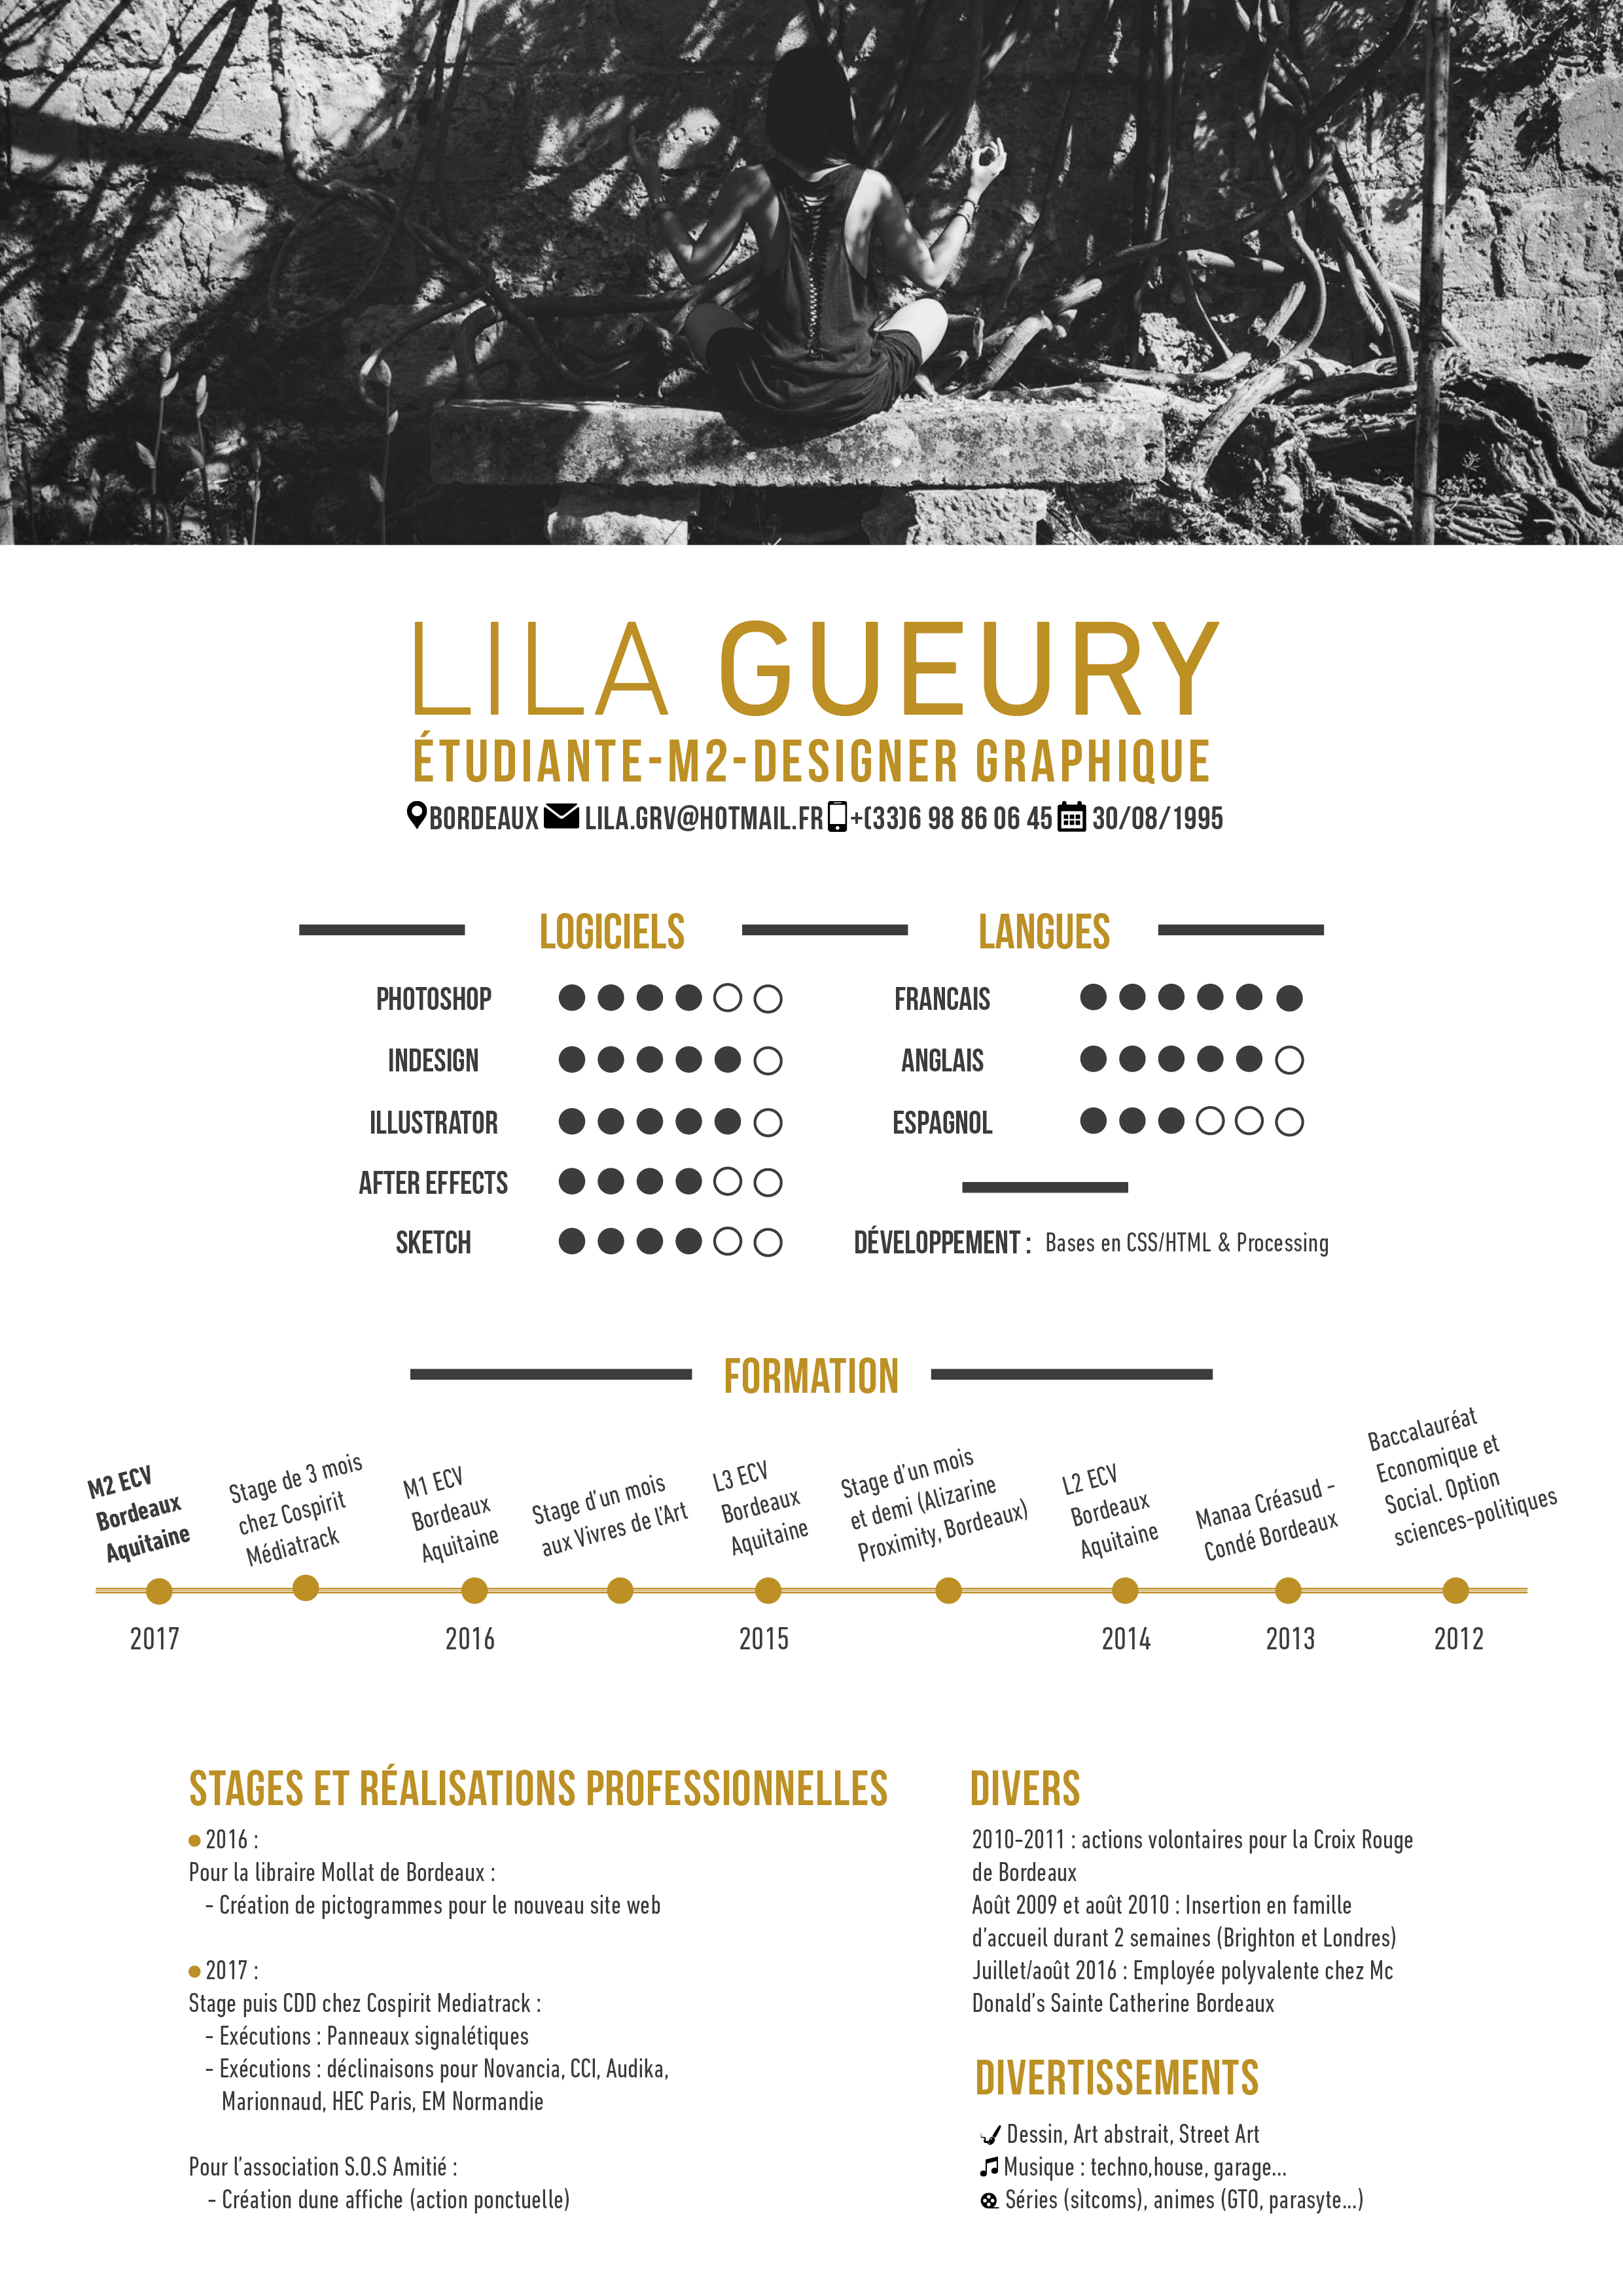 LILA GUEURY
ÉTUDIANTE-M2-DESIGNER GRAPHIQUE
BORDEAUX LILA.GRV@HOTMAIL.FR +(33)6 98 86 06 45 30/08/1995
LOGICIELS
PHOTOSHOP
INDESIGN
ILLUSTRATOR
AFTER EFFECTS
SKETCH
LANGUES
FRANCAIS
ANGLAIS
ESPAGNOL
DÉVELOPPEMENT : Bases en CSS/HTML & Processing
FORMATION
M2 ECV
Bordeaux
Aquitaine
2017
Stage de 3 mois
chez Cospirit
Médiatrack
M1 ECV
Bordeaux
Aquitaine
2016
Stage d'un mois
aux Vivres de l'Art
L3 ECV
Bordeaux
Aquitaine
2015
Stage d'un mois
et demi (Alizarine
Proximity, Bordeaux)
L2 ECV
Bordeaux
Aquitaine
2014
Manaa Créasud -
Condé Bordeaux
2013
Baccalauréat
Economique et
Social. Option
sciences-politiques
2012
STAGES ET RÉALISATIONS PROFESSIONNELLES
2016 :
Pour la libraire Mollat de Bordeaux :
- Création de pictogrammes pour le nouveau site web
2017 :
Stage puis CDD chez Cospirit Mediatrack :
- Exécutions : Panneaux signalétiques
- Exécutions : déclinaisons pour Novancia, CCI, Audika,
Marionnaud, HEC Paris, EM Normandie
Pour l'association S.O.S Amitié :
- Création dune affiche (action ponctuelle)
DIVERS
2010-2011 : actions volontaires pour la Croix Rouge
de Bordeaux
Août 2009 et août 2010 : Insertion en famille
d'accueil durant 2 semaines (Brighton et Londres)
Juillet/août 2016 : Employée polyvalente chez Mc
Donald's Sainte Catherine Bordeaux
DIVERTISSEMENTS
Dessin, Art abstrait, Street Art
Musique : techno,house, garage...
Séries (sitcoms), animes (GTO, parasyte...)